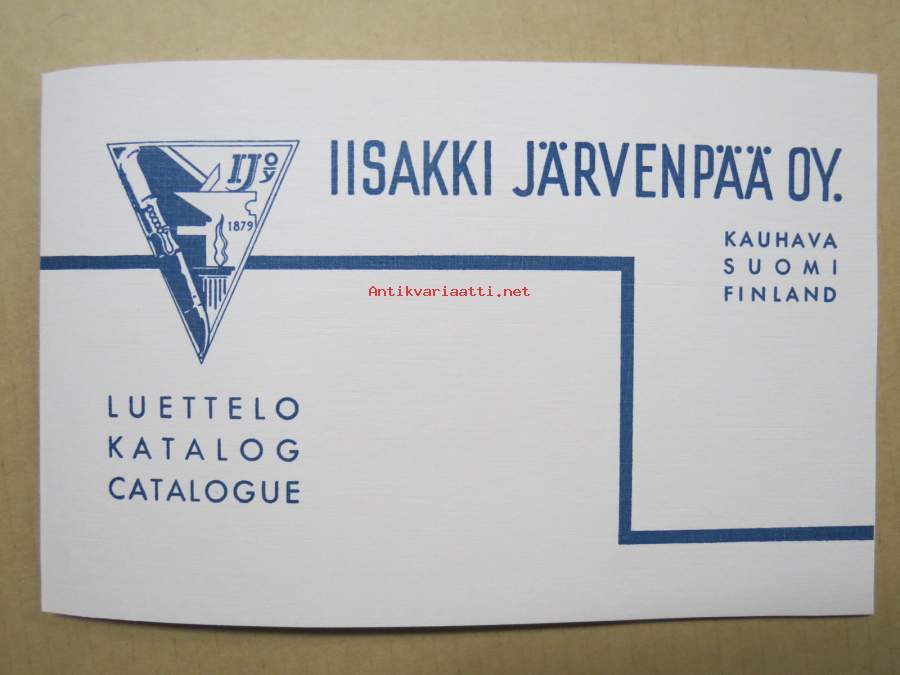 IJ Oy
1879
IISAKKI JÄRVENPÄÄ OY.
KAUHAVA
SUOMI
FINLAND
Antikvariaatti.net
LUETTELO
KATALOG
CATALOGUE